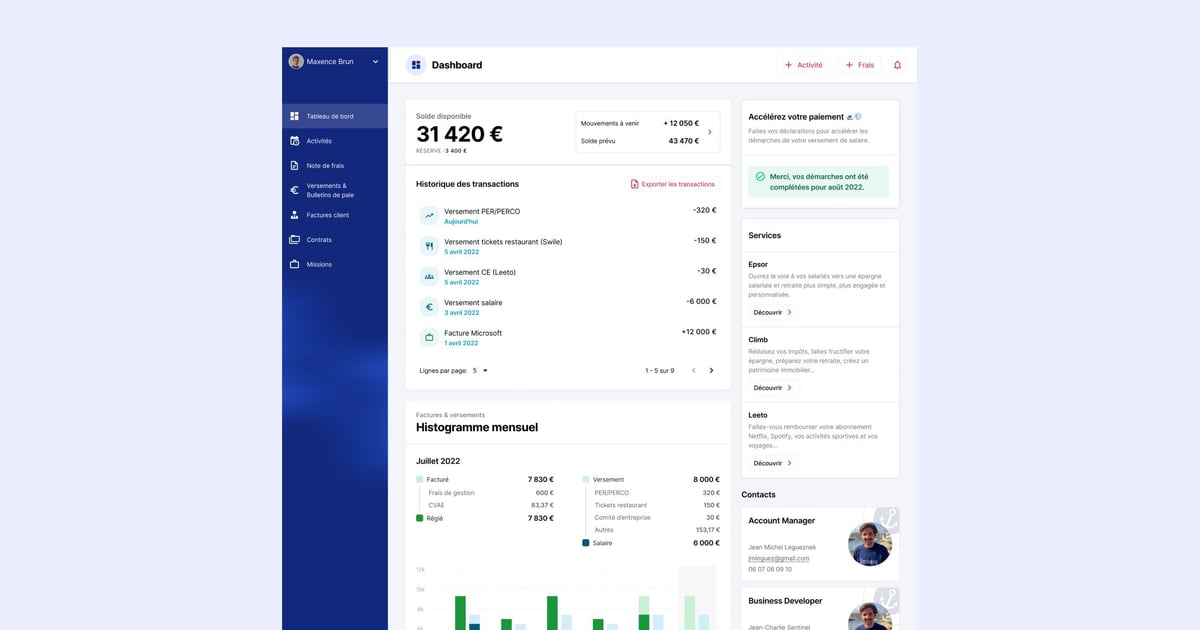 Maxence Brun
Tableau de bord
Activités
Note de frais
Versements &
Bulletins de paie
Factures client
Contrats
Missions
Dashboard
+ Activité
+ Frais
Solde disponible
31 420 €
RÉSERVE : 3 400 €
Mouvements à venir
+ 12 050 €
Solde prévu
43 470 €
Historique des transactions
Exporter les transactions
Versement PER/PERCO
-320 €
Aujourd'hui
Versement tickets restaurant (Swile)
-150 €
5 avril 2022
Versement CE (Leeto)
-30 €
5 avril 2022
Versement salaire
-6 000 €
3 avril 2022
Facture Microsoft
+12 000 €
1 avril 2022
Lignes par page: 5
1 - 5 sur 9
Factures & versements
Histogramme mensuel
Juillet 2022
Facturé 7 830 €
Frais de gestion 600 €
CVAE 83,37 €
Réglé 7 830 €
Versement 8 000 €
PER/PERCO 320 €
Tickets restaurant 150 €
Comité d'entreprise 30 €
Autres 153,17 €
Salaire 6 000 €
12k
10k
8k
Accélérez votre paiement
Faites vos déclarations pour accélérer les
démarches de votre versement de salaire.
Merci, vos démarches ont été
complétées pour août 2022.
Services
Epsor
Ouvrez la voie à vos salariés vers une épargne
salariale et retraite plus simple, plus engagée et
personnalisée.
Découvrir
Climb
Réduisez vos impôts, faites fructifier votre
épargne, préparez votre retraite, créez un
patrimoine immobilier...
Découvrir
Leeto
Faites-vous rembourser votre abonnement
Netflix, Spotify, vos activités sportives et vos
voyages...
Découvrir
Contacts
Account Manager
Jean Michel Legueznek
jmleguez@gmail.com
06 07 08 09 10
Business Developer
Jean-Charlie Sentinel